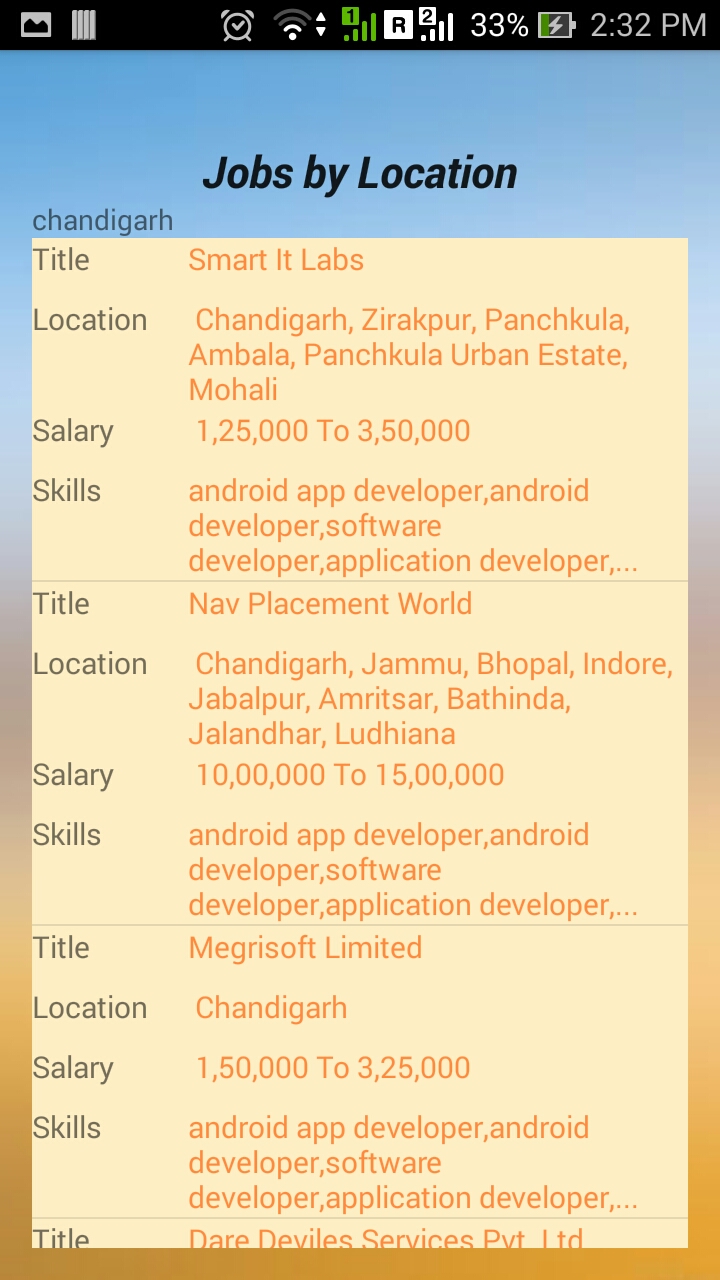 1 R 2 33% 2:32 PM
Jobs by Location
chandigarh
Title Smart It Labs
Location Chandigarh, Zirakpur, Panchkula,
Ambala, Panchkula Urban Estate,
Mohali
Salary 1,25,000 To 3,50,000
Skills android app developer,android
developer,software
developer,application developer,...
Title Nav Placement World
Location Chandigarh, Jammu, Bhopal, Indore,
Jabalpur, Amritsar, Bathinda,
Jalandhar, Ludhiana
Salary 10,00,000 To 15,00,000
Skills android app developer,android
developer,software
developer,application developer,...
Title Megrisoft Limited
Location Chandigarh
Salary 1,50,000 To 3,25,000
Skills android app developer,android
developer,software
developer,application developer,...
Title Dare Deviles Services Pvt. Ltd